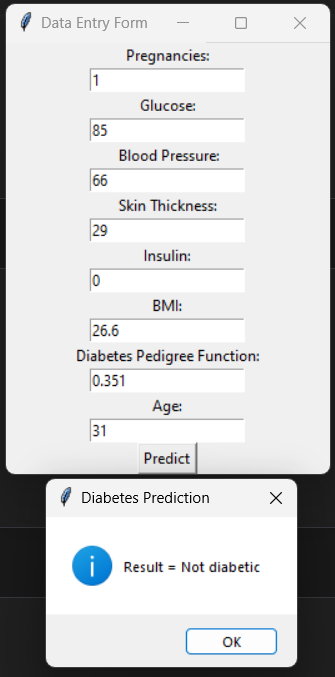 Data Entry Form
Pregnancies:
1
Glucose:
85
Blood Pressure:
66
Skin Thickness:
29
Insulin:
0
BMI:
26.6
Diabetes Pedigree Function:
0.351
Age:
31
Predict
Diabetes Prediction
Result = Not diabetic
OK